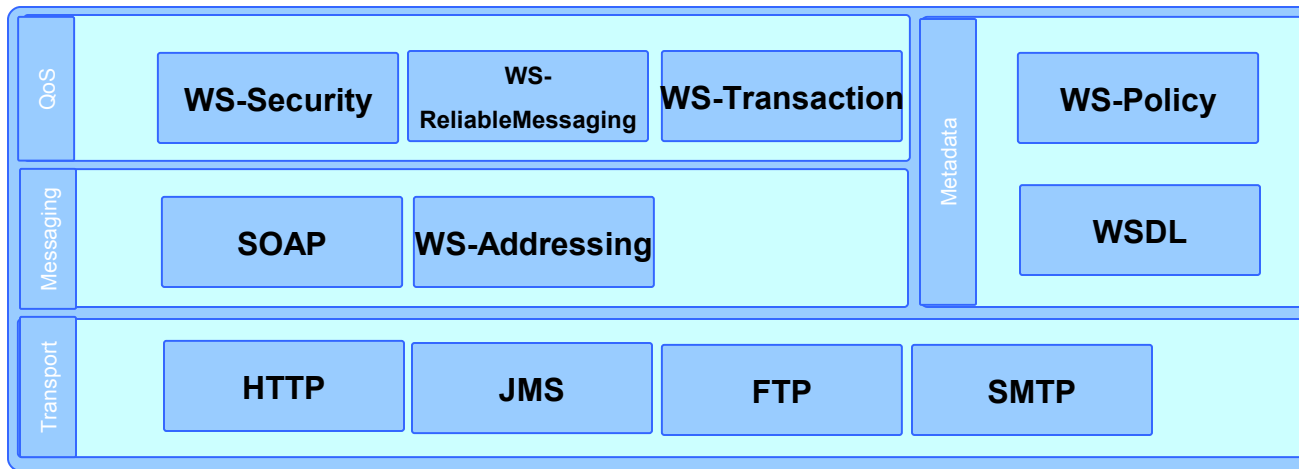 QoS
WS-Security
WS-
ReliableMessaging
WS-Transaction
Metadata
WS-Policy
WSDL
Messaging
SOAP
WS-Addressing
Transport
HTTP
JMS
FTP
SMTP